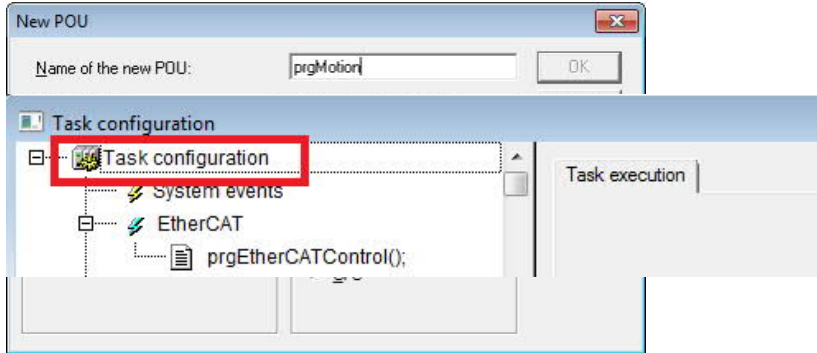 New POU
Name of the new POU:
prgMotion
OK
Task configuration
Task configuration
Task execution
System events
EtherCAT
prgEtherCATControl();